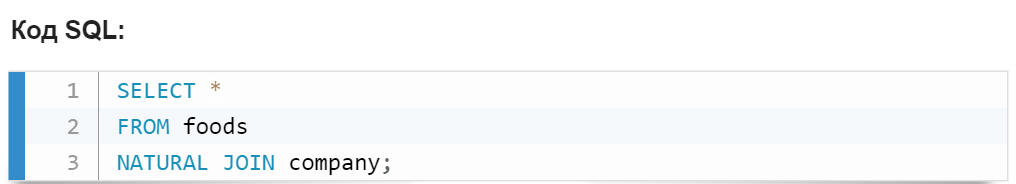 Код SQL:
1 SELECT *
2 FROM foods
3 NATURAL JOIN company;